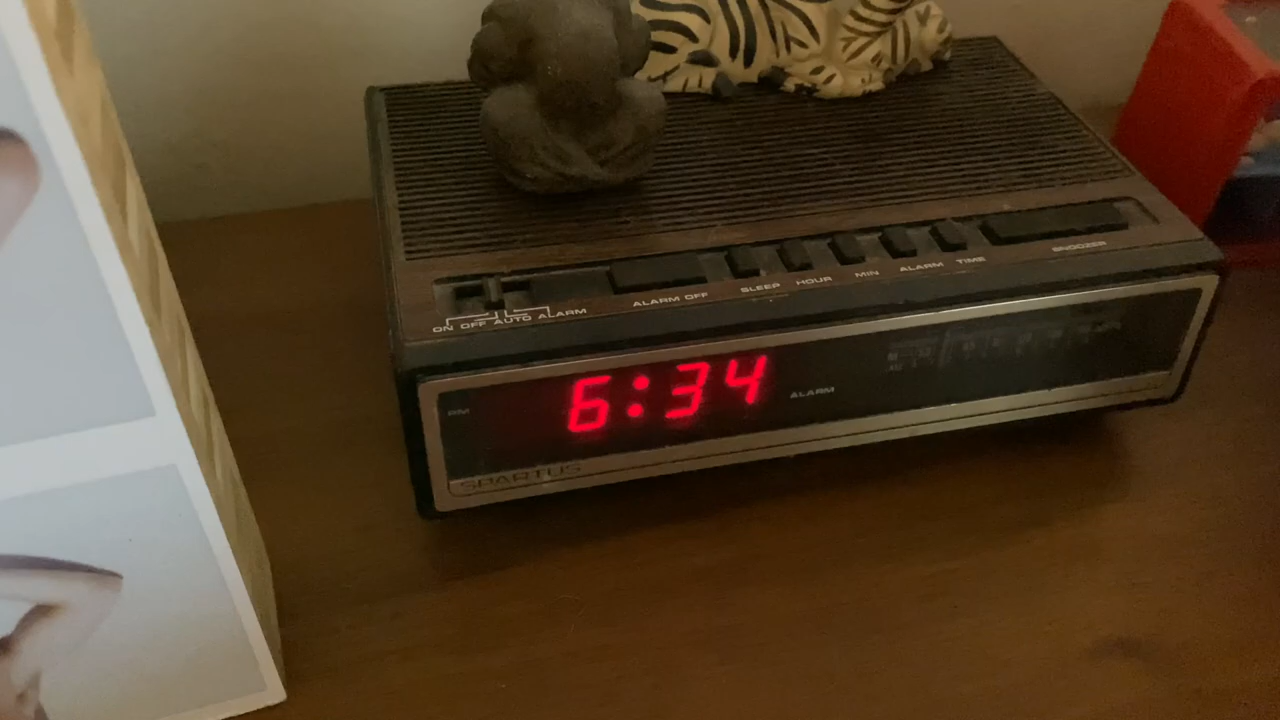 ON OFF AUTO ALARM
ALARM OFF
SLEEP
HOUR
MIN
ALARM
TIME
SNOOZER
PM
6:34
ALARM
SPARTUS